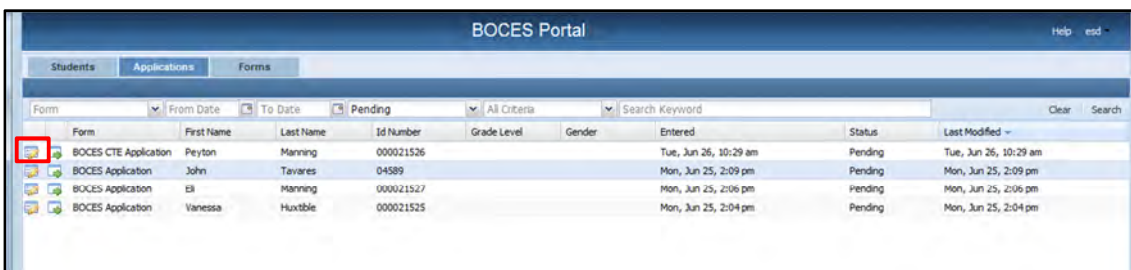 BOCES Portal
Help esd
Students Applications Forms
Form From Date To Date Pending All Criteria Search Keyword Clear Search
Form First Name Last Name Id Number Grade Level Gender Entered Status Last Modified
BOCES CTE Application Peyton Manning 000021526 Tue, Jun 26, 10:29 am Pending Tue, Jun 26, 10:29 am
BOCES Application John Tavares 04589 Mon, Jun 25, 2:09 pm Pending Mon, Jun 25, 2:09 pm
BOCES Application Eli Manning 000021527 Mon, Jun 25, 2:06 pm Pending Mon, Jun 25, 2:06 pm
BOCES Application Vanessa Huxtible 000021525 Mon, Jun 25, 2:04 pm Pending Mon, Jun 25, 2:04 pm